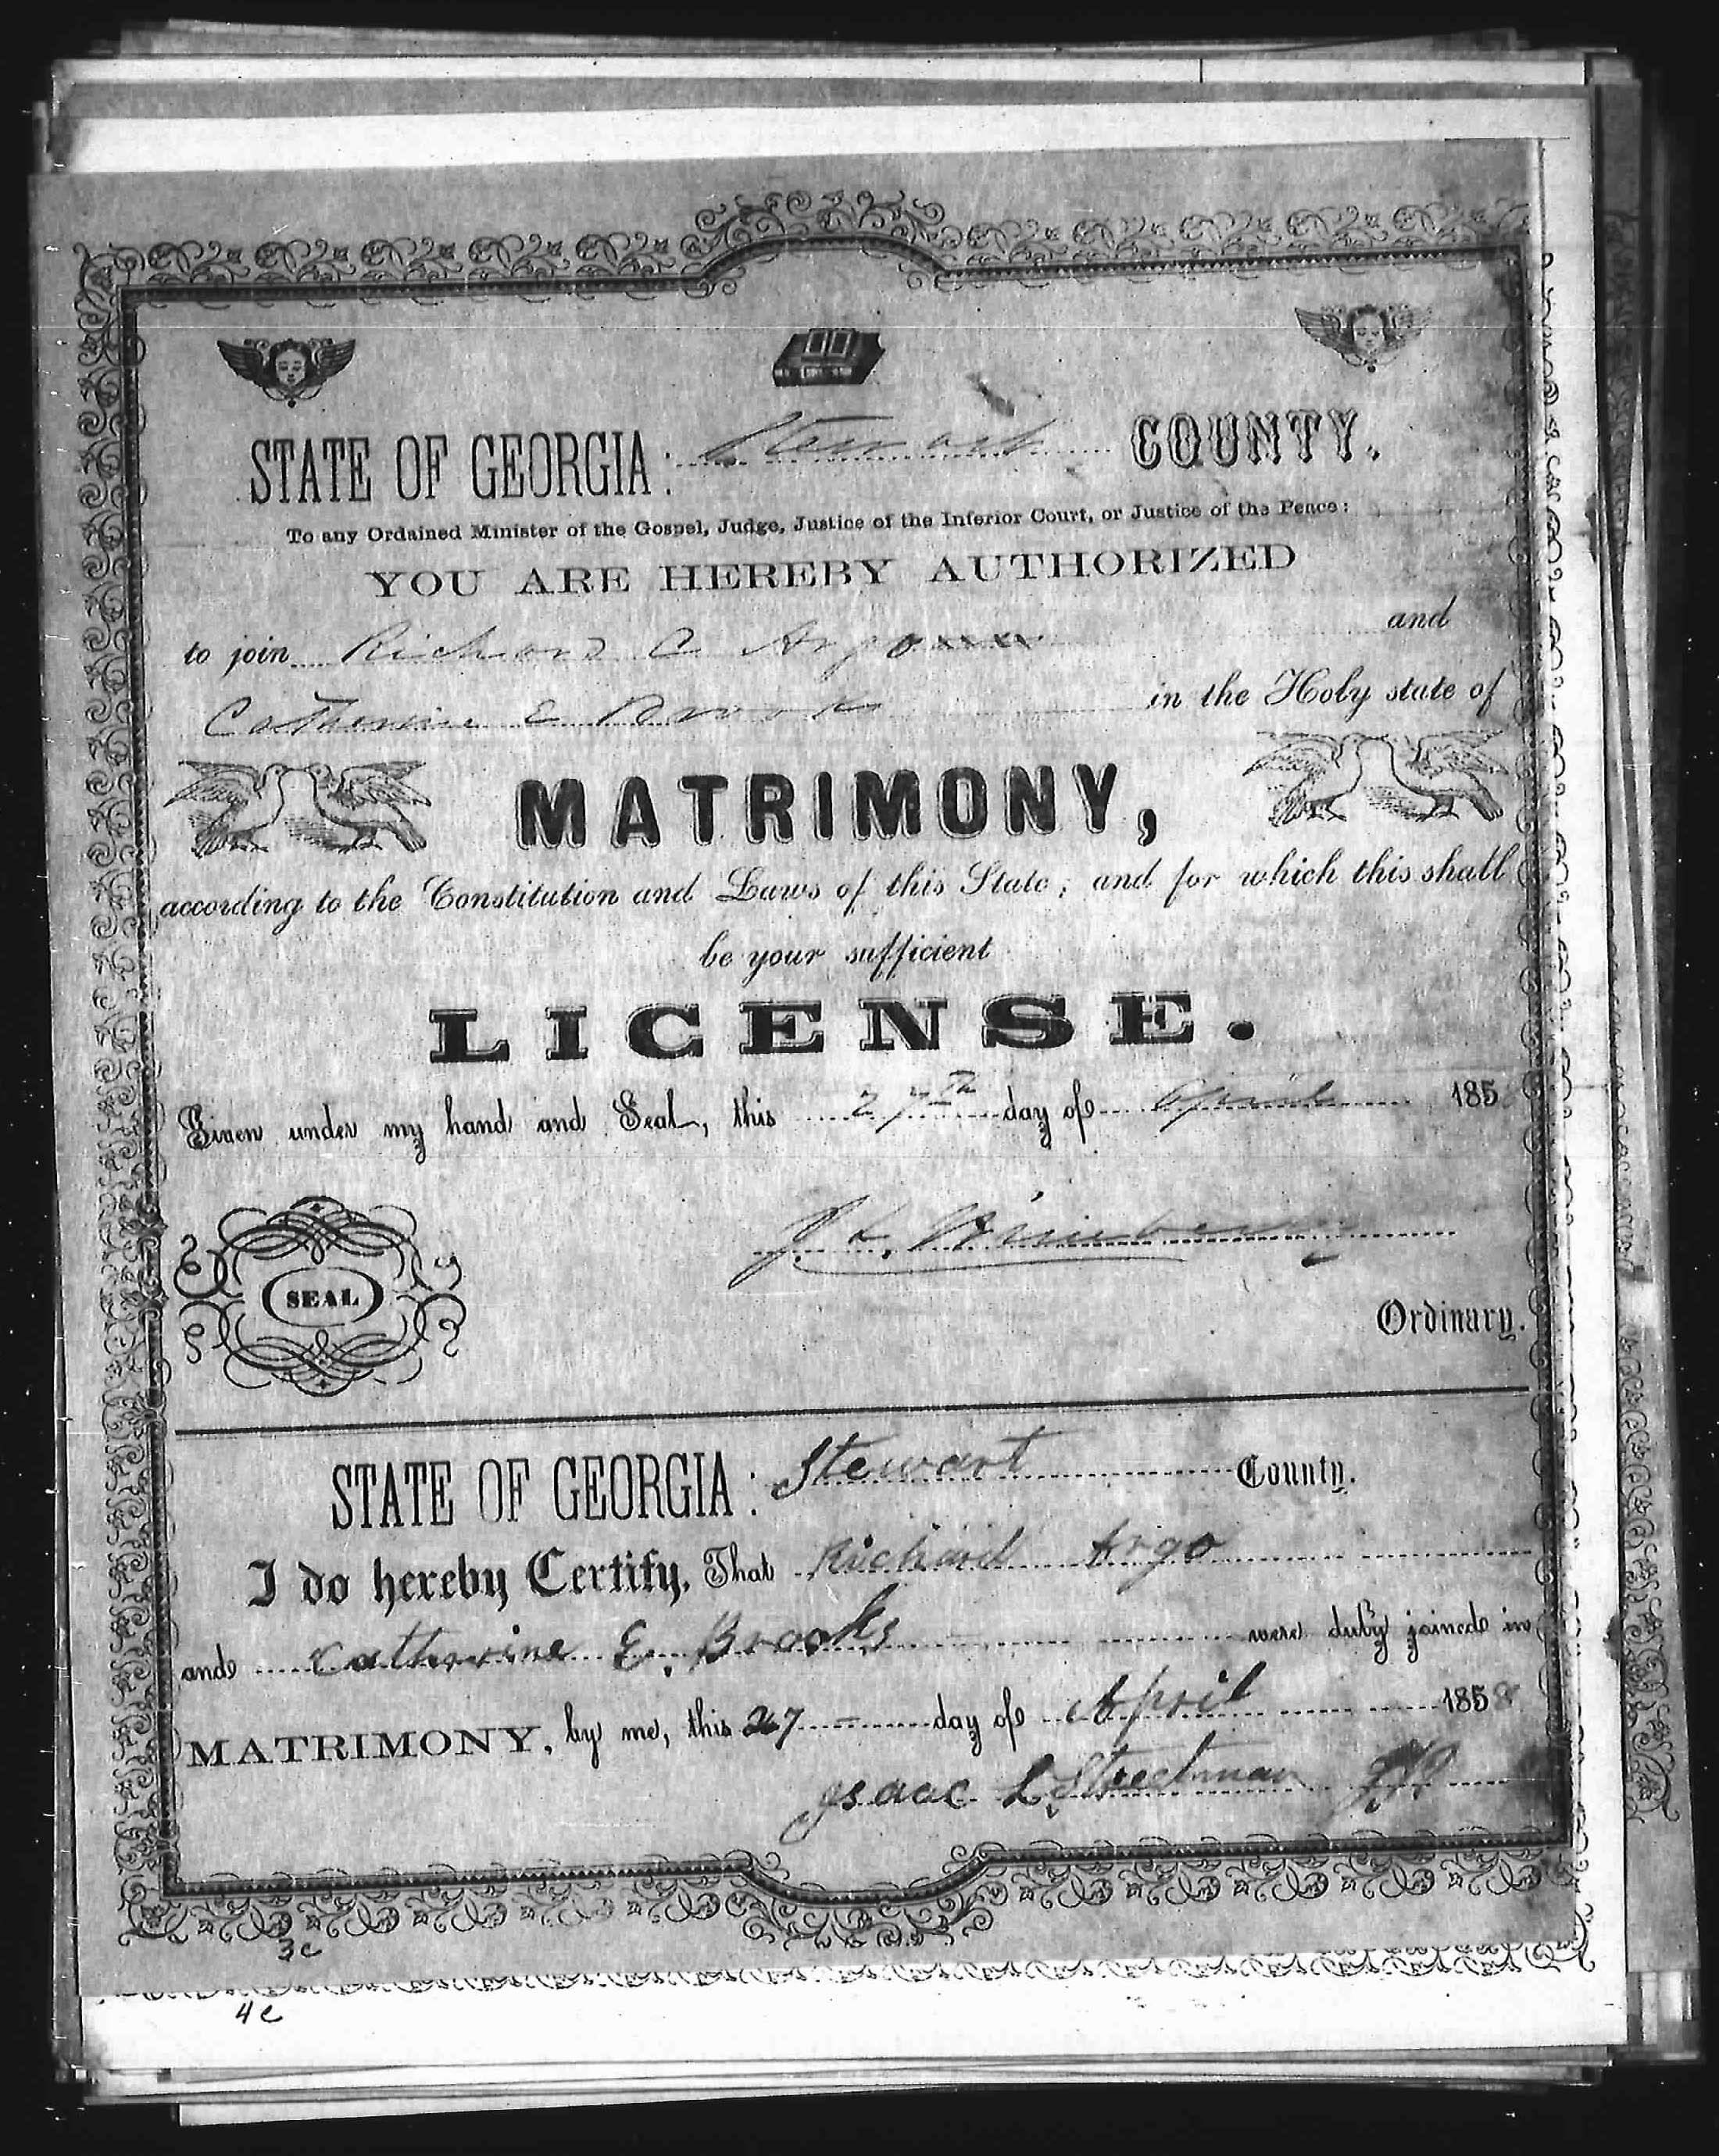 STATE OF GEORGIA: Stewart COUNTY.
To any Ordained Minister of the Gospel, Judge, Justice of the Inferior Court, or Justice of the Peace:
YOU ARE HEREBY AUTHORIZED
to join Richard C Argo and
Catherine E Brooks in the Holy state of
MATRIMONY,
according to the Constitution and Laws of this State; and for which this shall
be your sufficient
LICENSE.
Given under my hand and Seal, this 27th day of April 185
J. L.
SEAL
Ordinary.
STATE OF GEORGIA: Stewart County.
I do hereby Certify, That Richard Argo
and Catherine E. Brooks were duly joined in
MATRIMONY, by me, this 27 day of April 1858
Isaac L Streetman J.P.
3c
4c